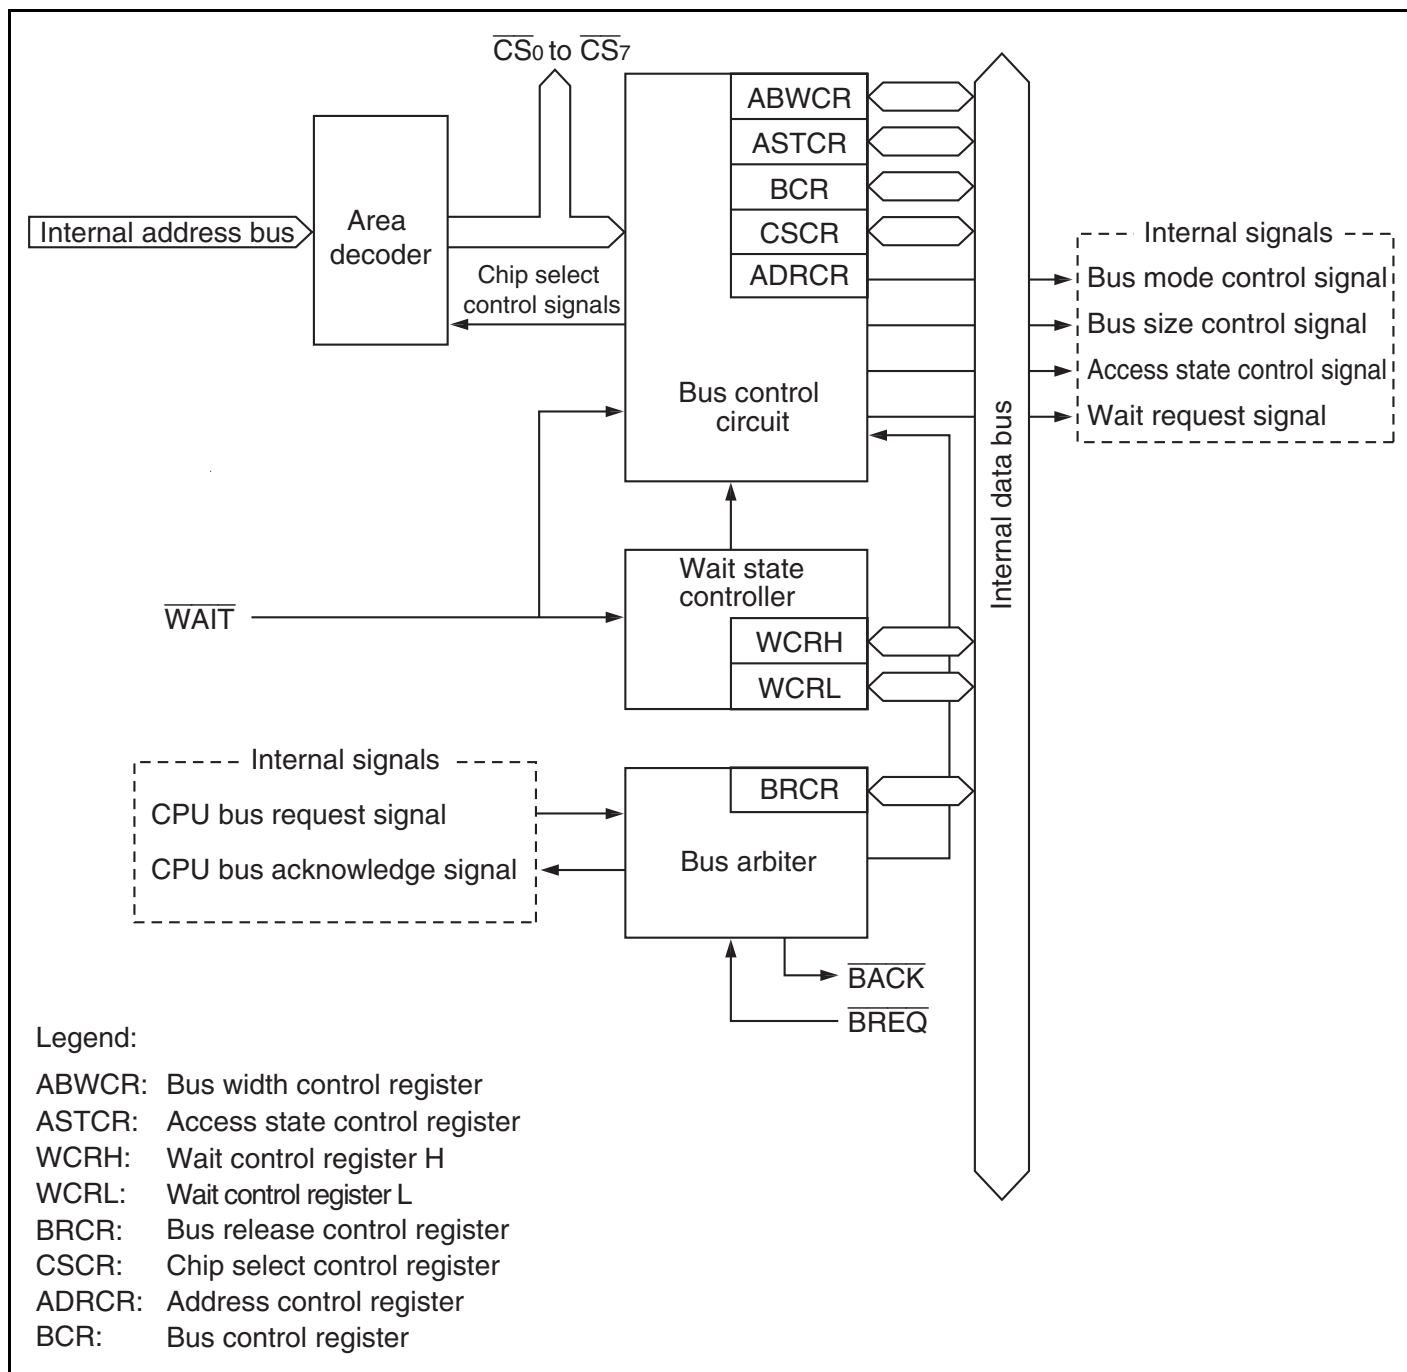 CS0 to CS7
ABWCR
ASTCR
BCR
CSCR
ADRCR
Internal address bus
Area
decoder
Chip select
control signals
Bus control
circuit
Internal signals
Bus mode control signal
Bus size control signal
Access state control signal
Wait request signal
Internal data bus
WAIT
Wait state
controller
WCRH
WCRL
Internal signals
CPU bus request signal
CPU bus acknowledge signal
BRCR
Bus arbiter
BACK
BREQ
Legend:
ABWCR: Bus width control register
ASTCR: Access state control register
WCRH: Wait control register H
WCRL: Wait control register L
BRCR: Bus release control register
CSCR: Chip select control register
ADRCR: Address control register
BCR: Bus control register